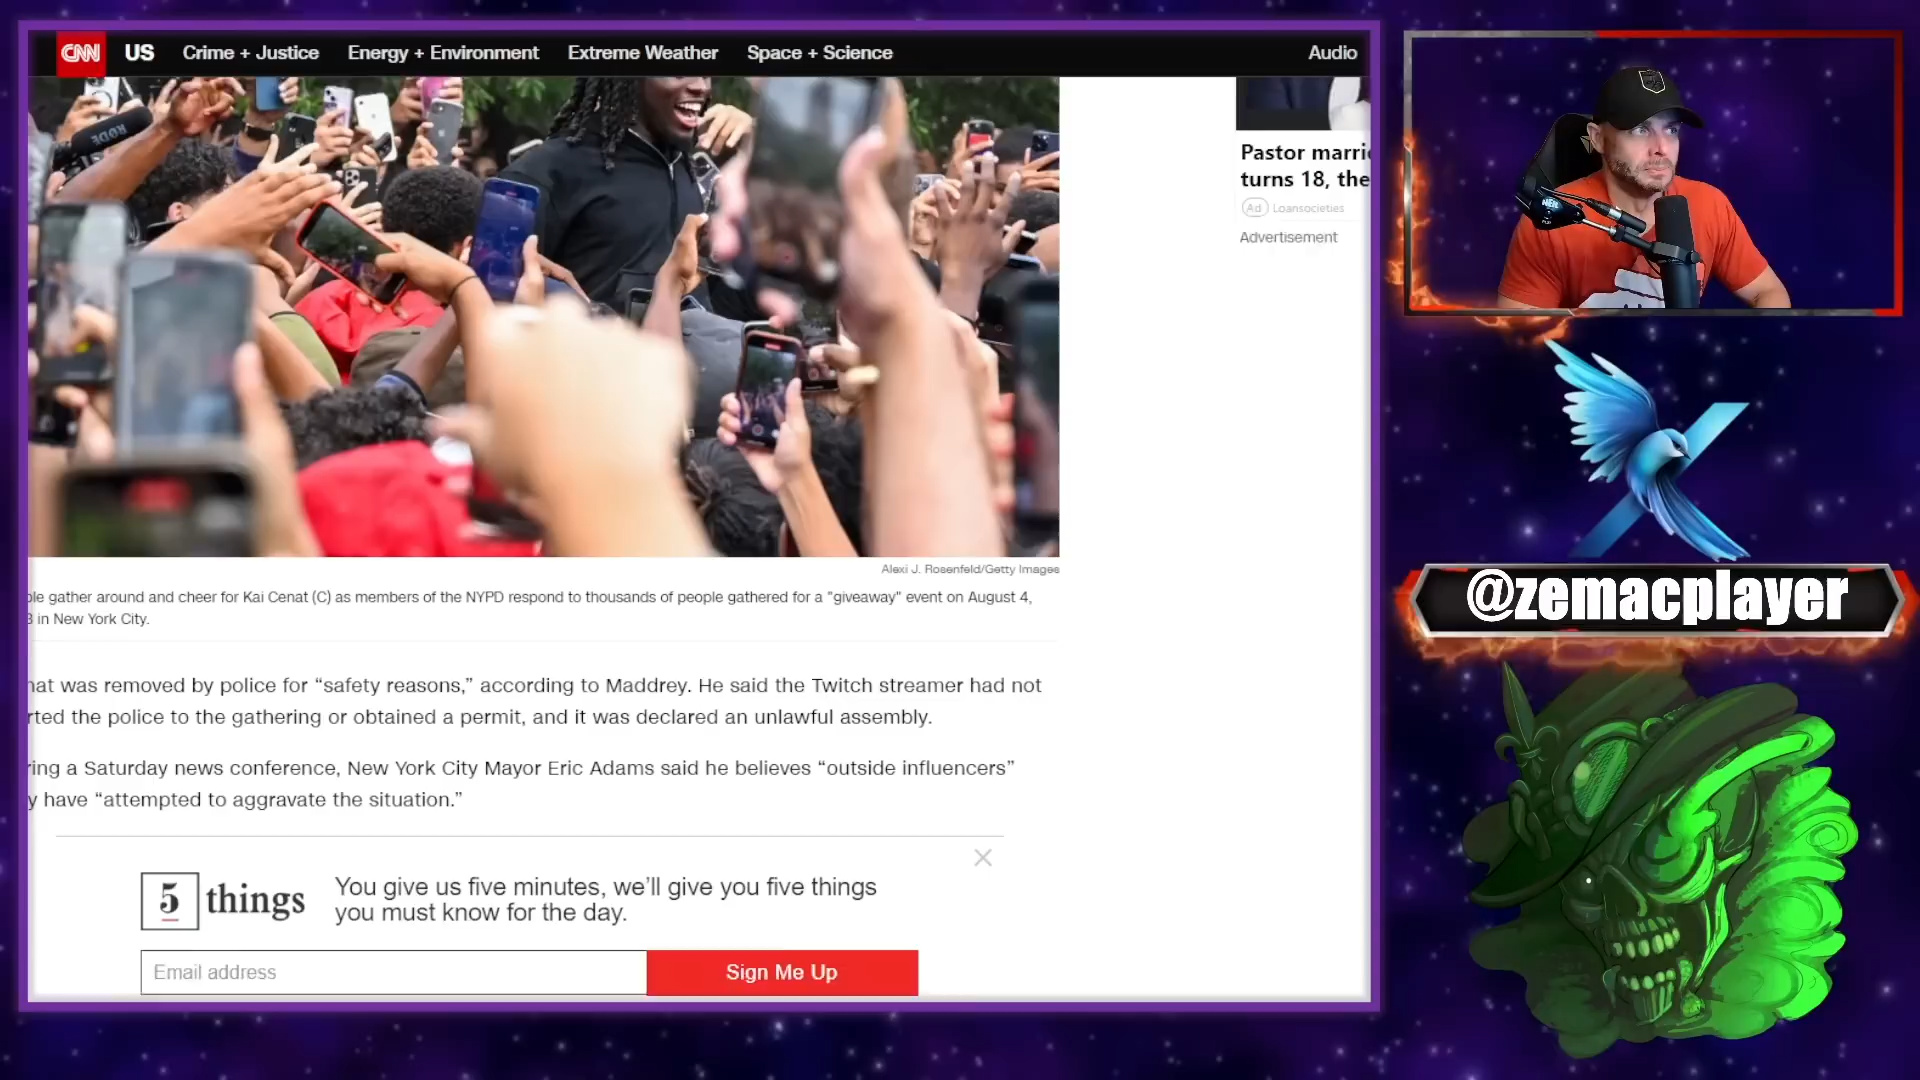 CNN US Crime + Justice Energy + Environment Extreme Weather Space + Science Audio
RODE
Pastor marri
turns 18, the
Ad Loansocieties
Advertisement
Alexi J. Rosenfeld/Getty Images
ple gather around and cheer for Kai Cenat (C) as members of the NYPD respond to thousands of people gathered for a "giveaway" event on August 4,
3 in New York City.
nat was removed by police for “safety reasons,” according to Maddrey. He said the Twitch streamer had not
rted the police to the gathering or obtained a permit, and it was declared an unlawful assembly.
ring a Saturday news conference, New York City Mayor Eric Adams said he believes “outside influencers”
y have “attempted to aggravate the situation.”
5 things
You give us five minutes, we’ll give you five things
you must know for the day.
Email address
Sign Me Up
@zemacplayer